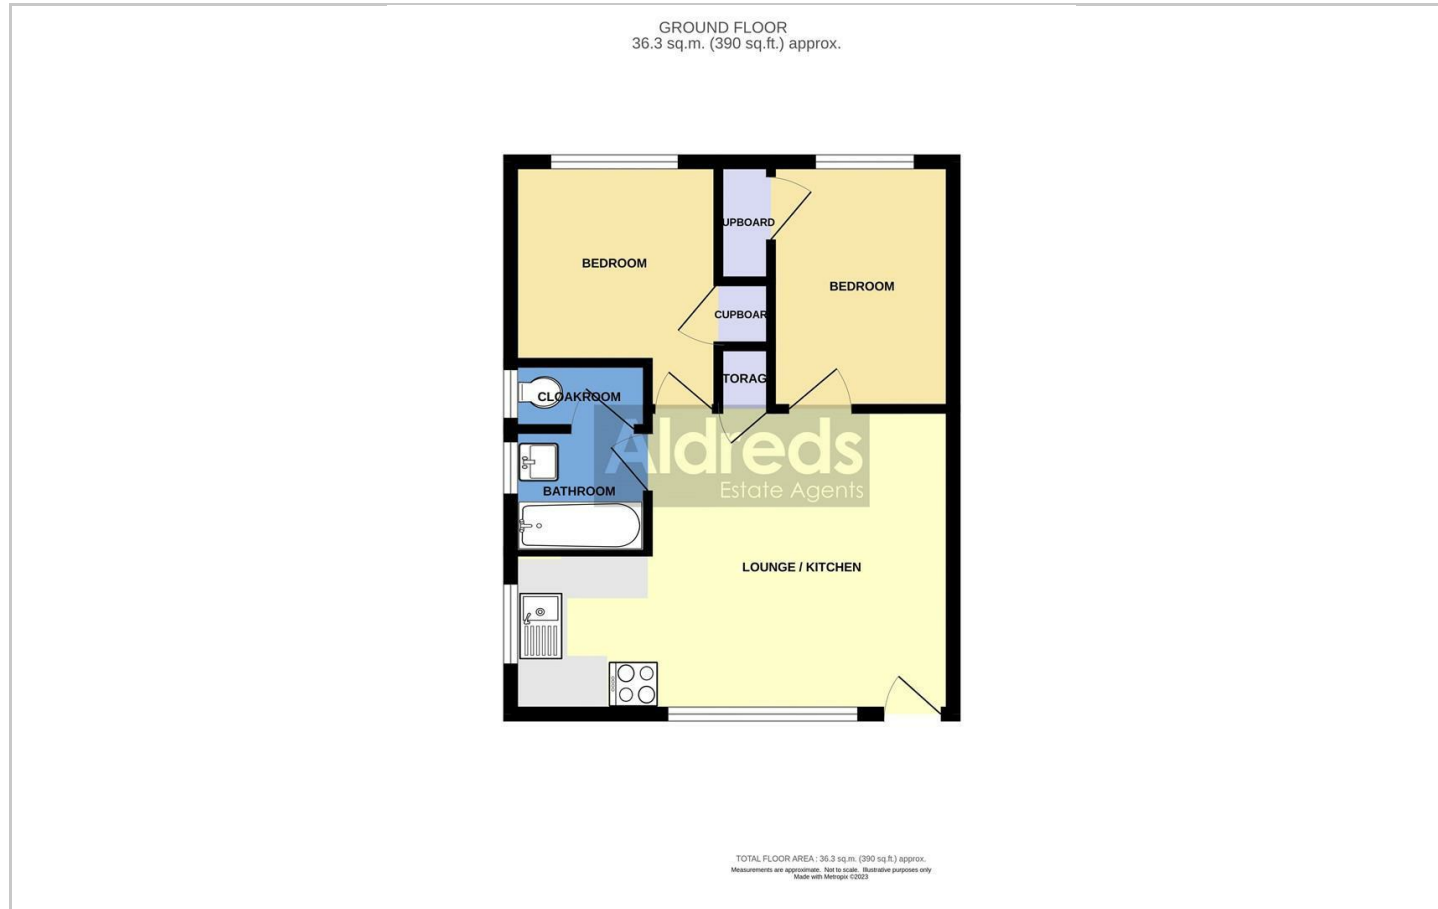 GROUND FLOOR
36.3 sq.m. (390 sq.ft.) approx.
UPBOARD
BEDROOM
BEDROOM
CUPBOAR
TORAG
CLOAKROOM
Aldreds
Estate Agents
BATHROOM
LOUNGE / KITCHEN
TOTAL FLOOR AREA : 36.3 sq.m. (390 sq.ft.) approx.
Measurements are approximate. Not to scale. Illustrative purposes only
Made with Metropix ©2023